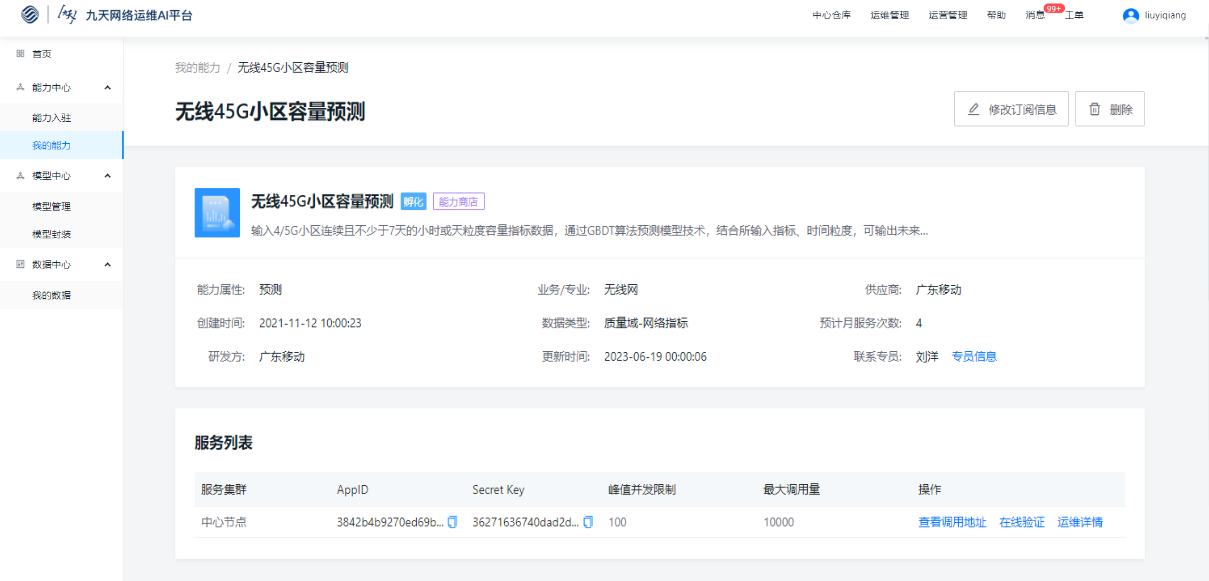 九天网络运维AI平台
中心仓库 运维管理 运营管理 帮助 消息 99+ 工单 liuyiqiang
首页
能力中心
能力入驻
我的能力
模型中心
模型管理
模型封装
数据中心
我的数据
我的能力 / 无线45G小区容量预测
无线45G小区容量预测
修改订阅信息 删除
无线45G小区容量预测 孵化 能力商店
输入4/5G小区连续且不少于7天的小时或天粒度容量指标数据，通过GBDT算法预测模型技术，结合所输入指标、时间粒度，可输出未来...
能力属性: 预测 业务/专业: 无线网 供应商: 广东移动
创建时间: 2021-11-12 10:00:23 数据类型: 质量域-网络指标 预计月服务次数: 4
研发方: 广东移动 更新时间: 2023-06-19 00:00:06 联系专员: 刘洋 专员信息
服务列表
服务集群 AppID Secret Key 峰值并发限制 最大调用量 操作
中心节点 3842b4b9270ed69b... 36271636740dad2d... 100 10000 查看调用地址 在线验证 运维详情